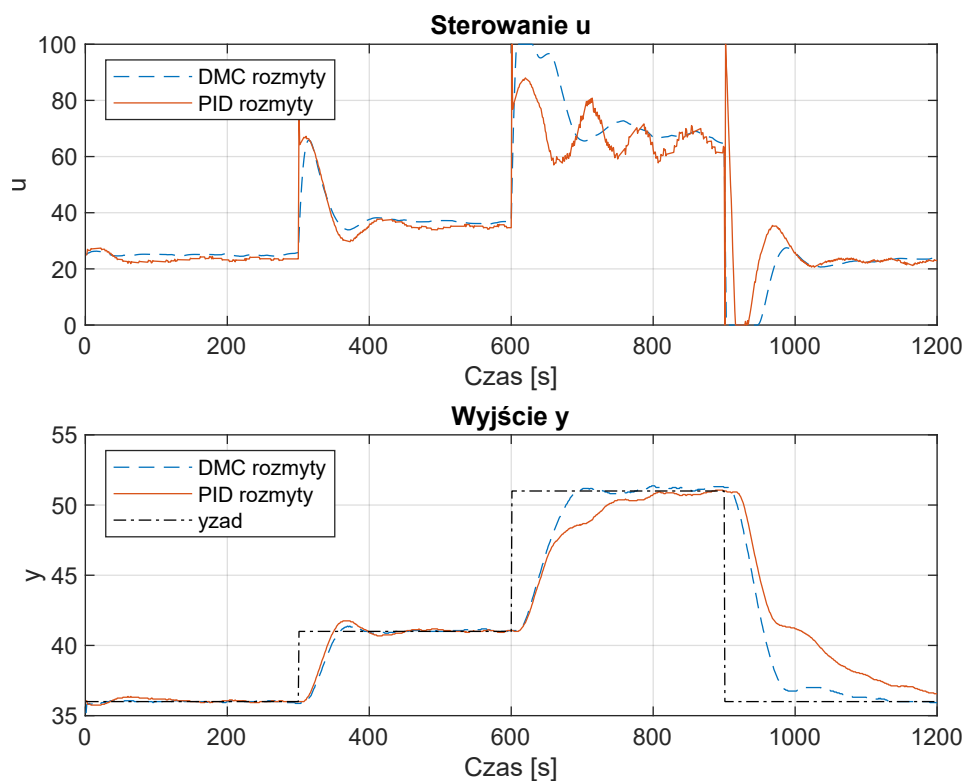 Sterowanie u
100
80
60
40
20
0
u
DMC rozmyty
PID rozmyty
0
200
400
600
800
1000
1200
Czas [s]
Wyjście y
55
50
45
40
35
y
DMC rozmyty
PID rozmyty
yzad
0
200
400
600
800
1000
1200
Czas [s]